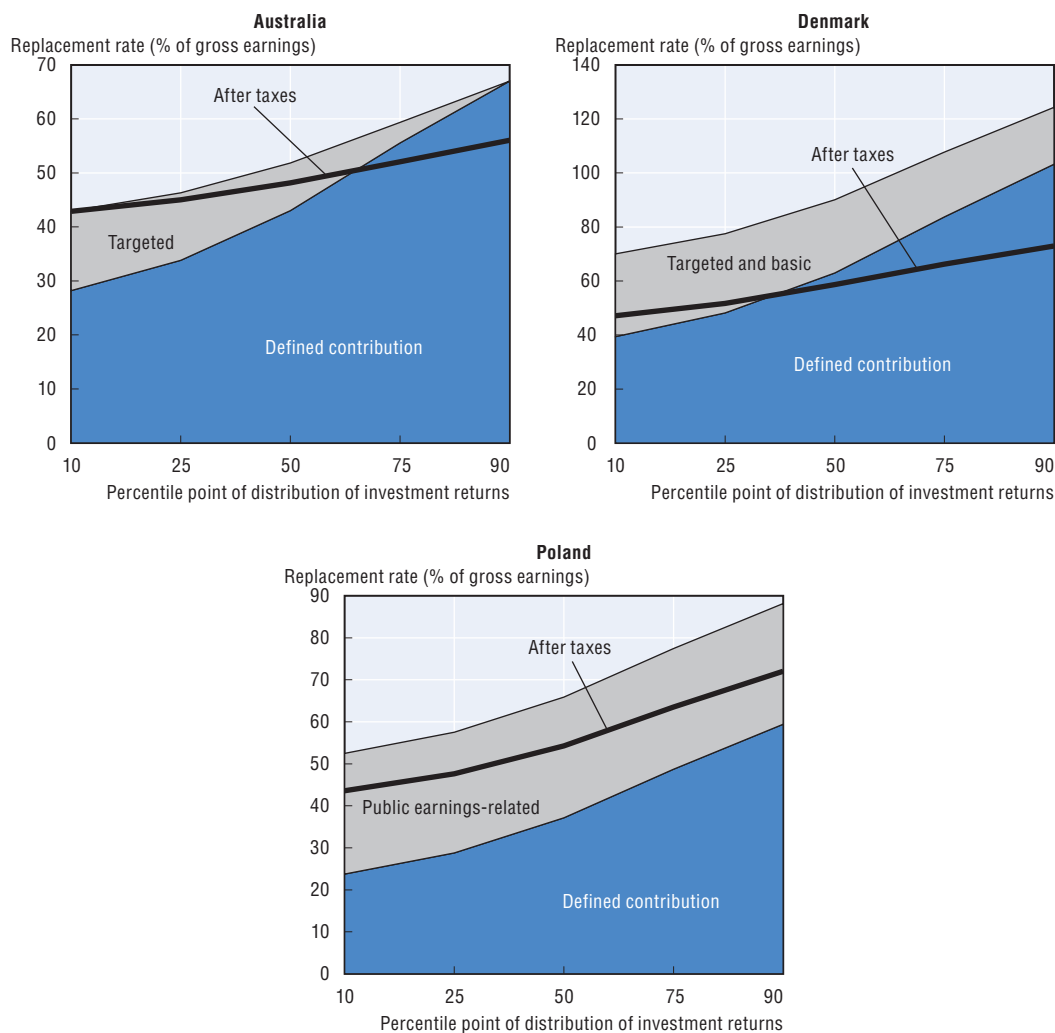 Australia
Replacement rate (% of gross earnings)
70
60
50
40
30
20
10
0
After taxes
Targeted
Defined contribution
10 25 50 75 90
Percentile point of distribution of investment returns
Denmark
Replacement rate (% of gross earnings)
140
120
100
80
60
40
20
0
After taxes
Targeted and basic
Defined contribution
10 25 50 75 90
Percentile point of distribution of investment returns
Poland
Replacement rate (% of gross earnings)
90
80
70
60
50
40
30
20
10
0
After taxes
Public earnings-related
Defined contribution
10 25 50 75 90
Percentile point of distribution of investment returns